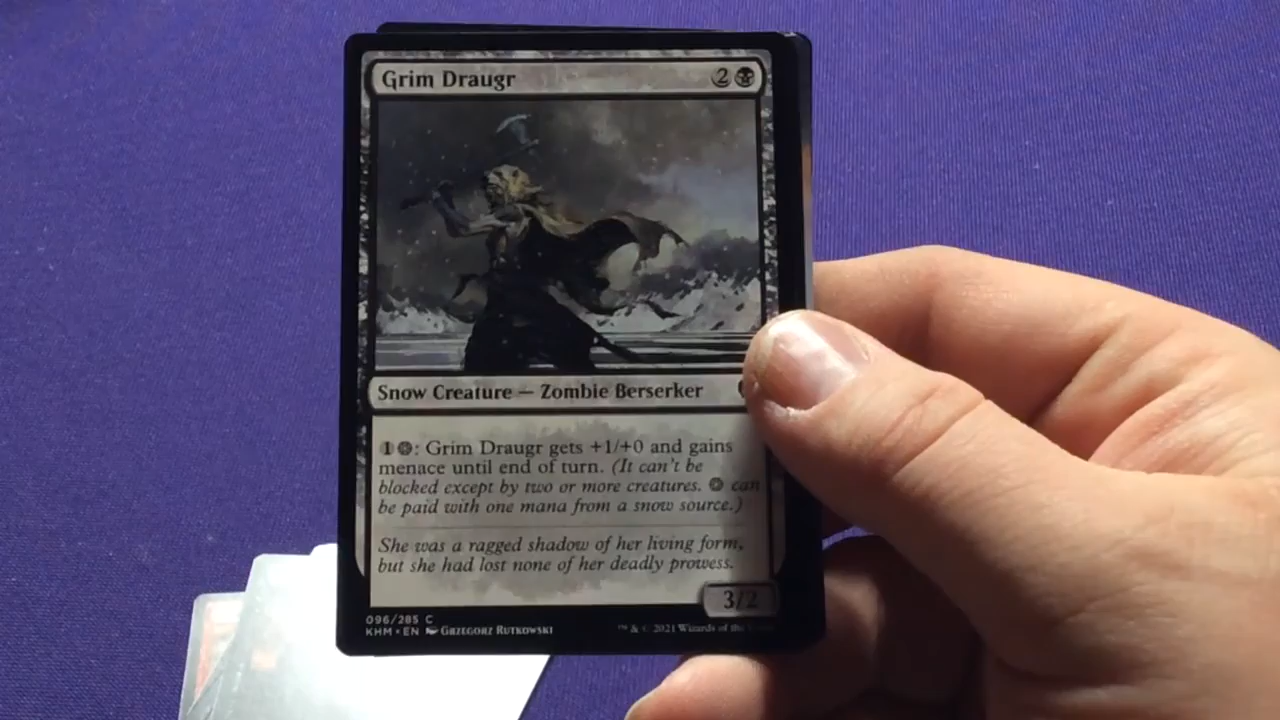 Grim Draugr 2
Snow Creature — Zombie Berserker
1 : Grim Draugr gets +1/+0 and gains
menace until end of turn. (It can't be
blocked except by two or more creatures. can
be paid with one mana from a snow source.)
She was a ragged shadow of her living form,
but she had lost none of her deadly prowess.
3/2
096/285 C
KHM • EN Grzegorz Rutkowski
™ & © 2021 Wizards of the